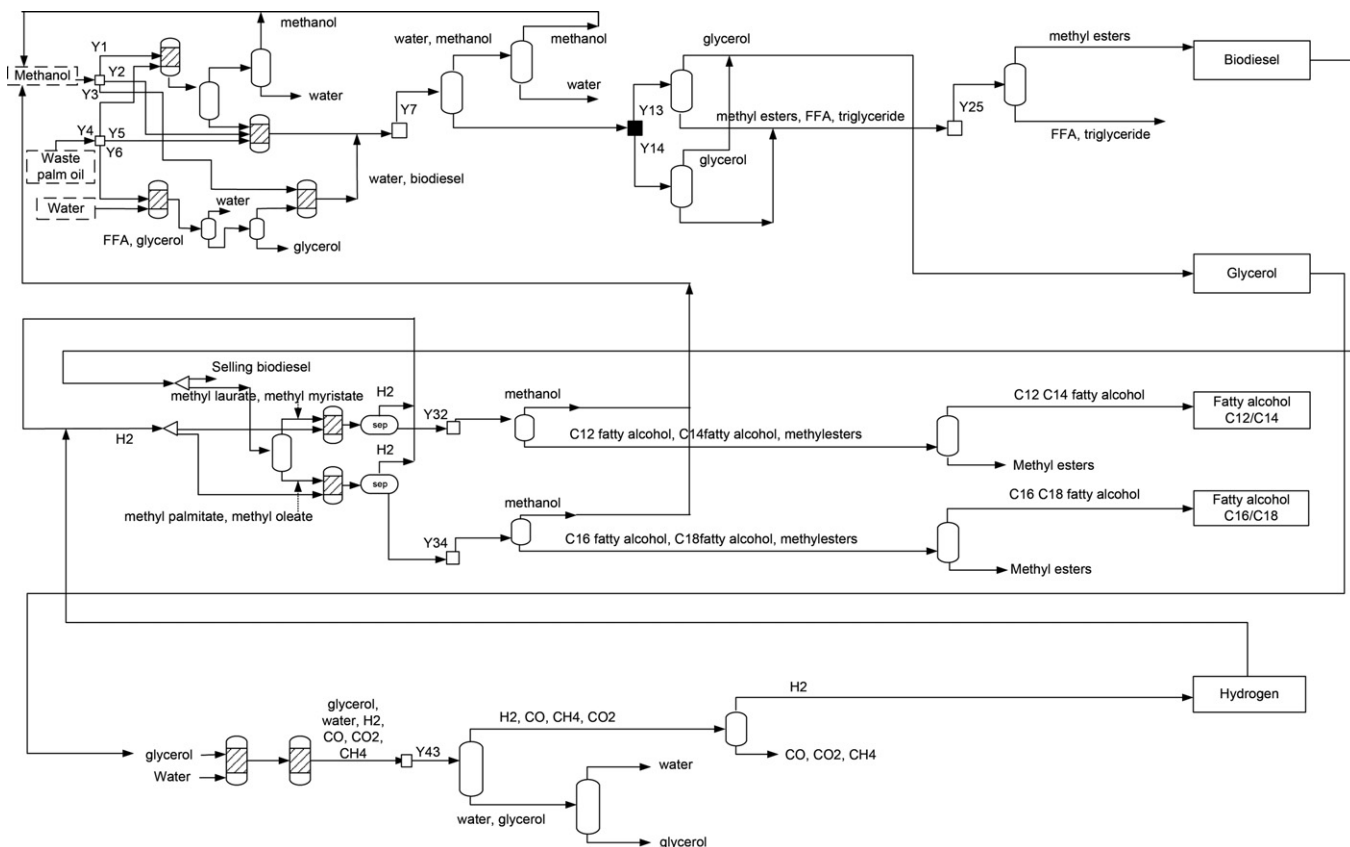 methanol
water, methanol
methanol
glycerol
methyl esters
Biodiesel
Y1
Methanol
Y2
Y3
water
Y7
water
Y13
Y25
methyl esters, FFA, triglyceride
FFA, triglyceride
Y4
Y5
Y6
Y14
glycerol
Waste
palm oil
water, biodiesel
Water
water
FFA, glycerol
glycerol
Glycerol
Selling biodiesel
methyl laurate, methyl myristate
H2
Y32
methanol
C12 C14 fatty alcohol
Fatty alcohol
C12/C14
sep
H2
C12 fatty alcohol, C14fatty alcohol, methylesters
H2
Methyl esters
sep
methanol
C16 C18 fatty alcohol
Fatty alcohol
C16/C18
methyl palmitate, methyl oleate
Y34
C16 fatty alcohol, C18fatty alcohol, methylesters
Methyl esters
H2
Hydrogen
glycerol,
water, H2,
CO, CO2,
CH4
H2, CO, CH4, CO2
glycerol
Y43
CO, CO2, CH4
Water
water
water, glycerol
glycerol